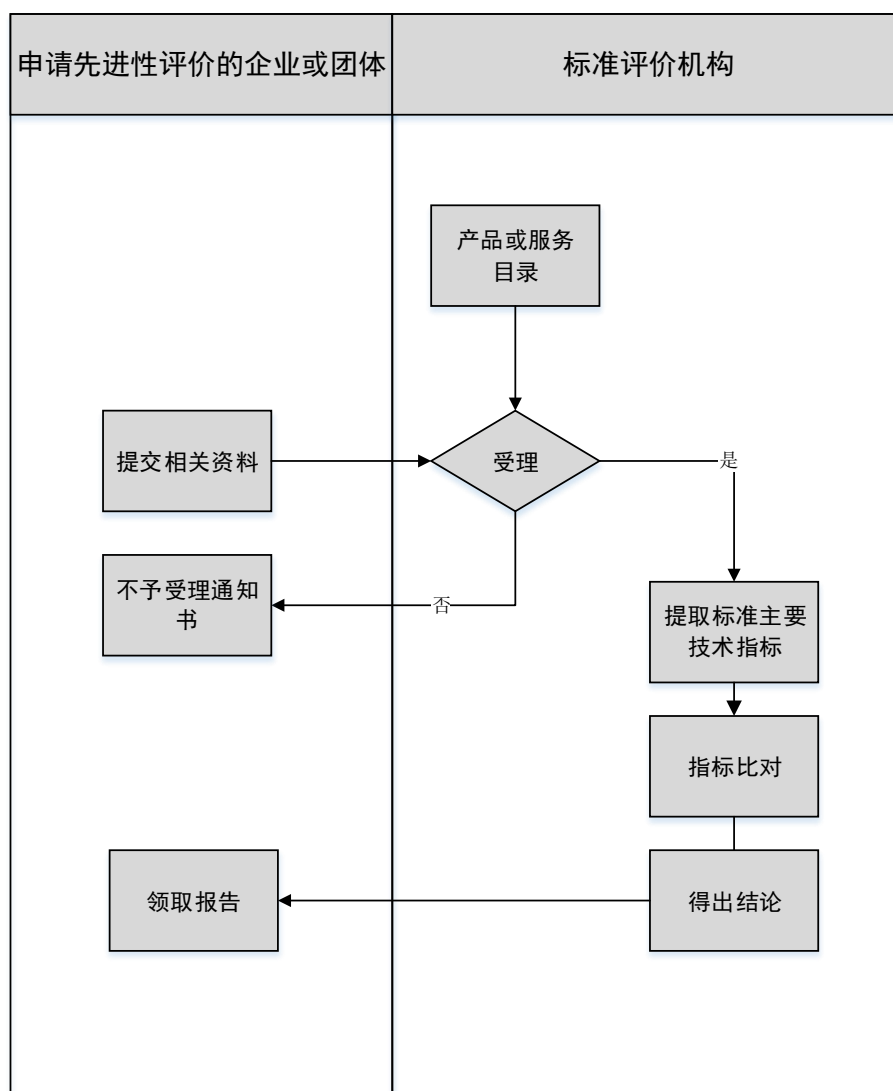 申请先进性评价的企业或团体
标准评价机构
产品或服务
目录
提交相关资料
受理
是
不予受理通知
书
否
提取标准主要
技术指标
指标比对
领取报告
得出结论